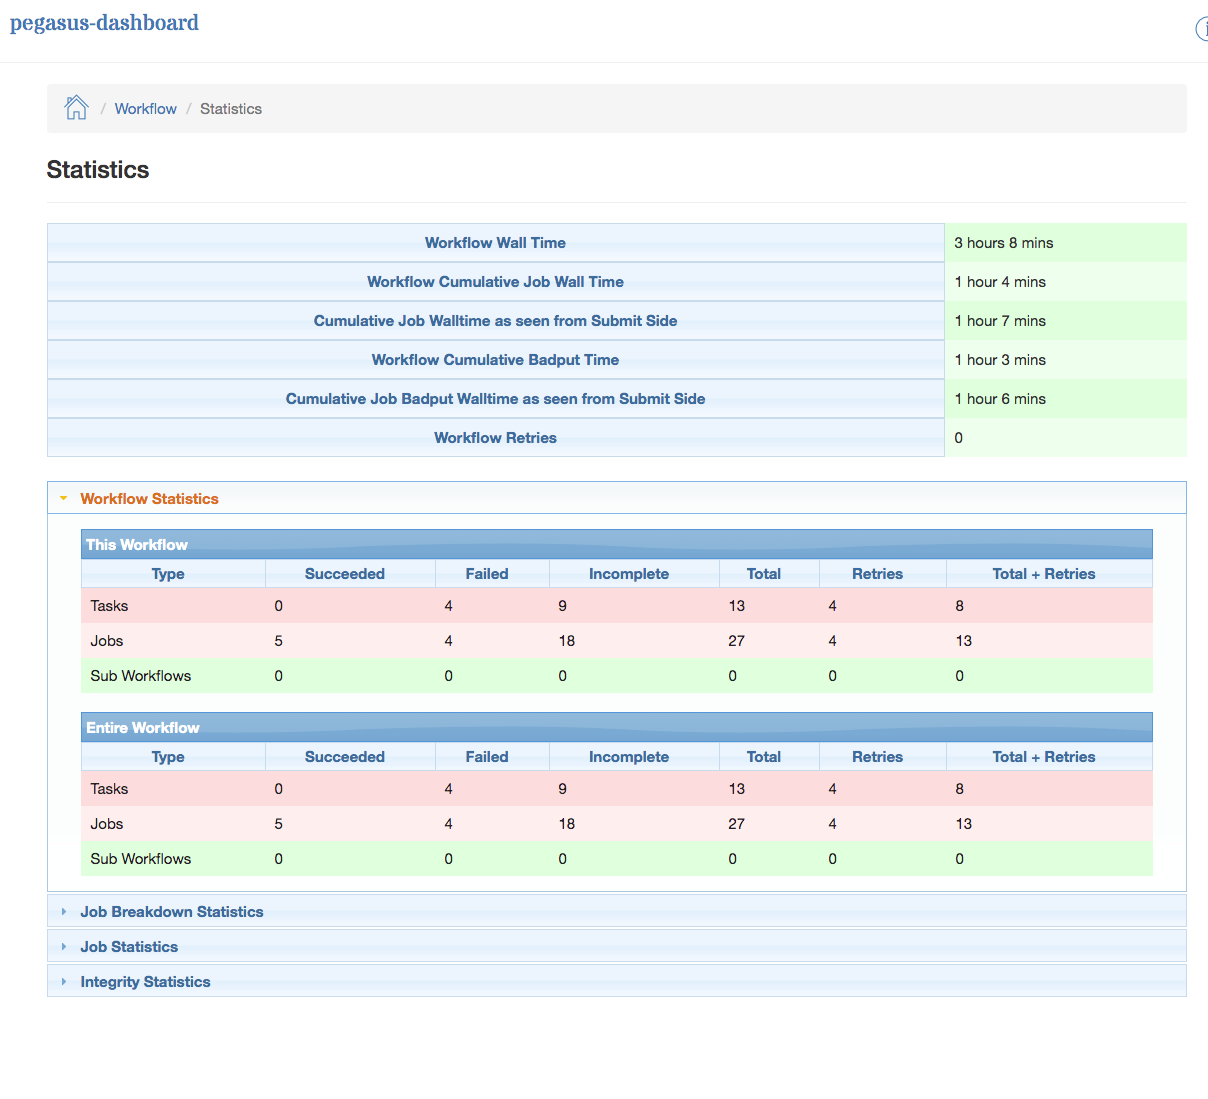 pegasus-dashboard
i
/ Workflow / Statistics
Statistics
Workflow Wall Time 3 hours 8 mins
Workflow Cumulative Job Wall Time 1 hour 4 mins
Cumulative Job Walltime as seen from Submit Side 1 hour 7 mins
Workflow Cumulative Badput Time 1 hour 3 mins
Cumulative Job Badput Walltime as seen from Submit Side 1 hour 6 mins
Workflow Retries 0
Workflow Statistics
This Workflow
Type Succeeded Failed Incomplete Total Retries Total + Retries
Tasks 0 4 9 13 4 8
Jobs 5 4 18 27 4 13
Sub Workflows 0 0 0 0 0 0
Entire Workflow
Type Succeeded Failed Incomplete Total Retries Total + Retries
Tasks 0 4 9 13 4 8
Jobs 5 4 18 27 4 13
Sub Workflows 0 0 0 0 0 0
Job Breakdown Statistics
Job Statistics
Integrity Statistics